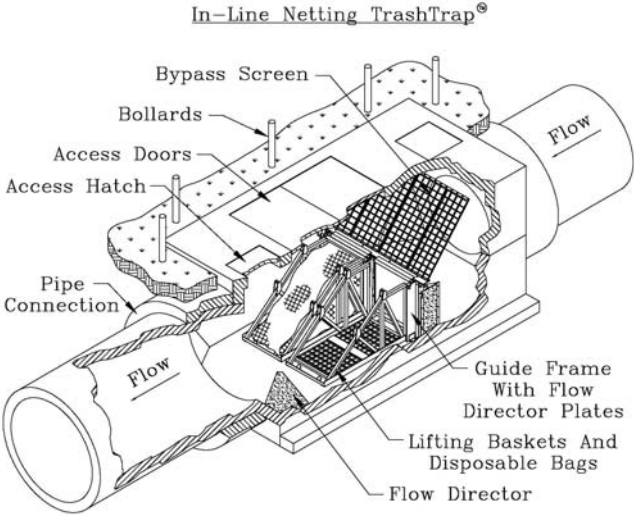 In-Line Netting TrashTrap®
Bypass Screen
Bollards
Flow
Access Doors
Access Hatch
Pipe
Connection
Flow
Guide Frame
With Flow
Director Plates
Lifting Baskets And
Disposable Bags
Flow Director